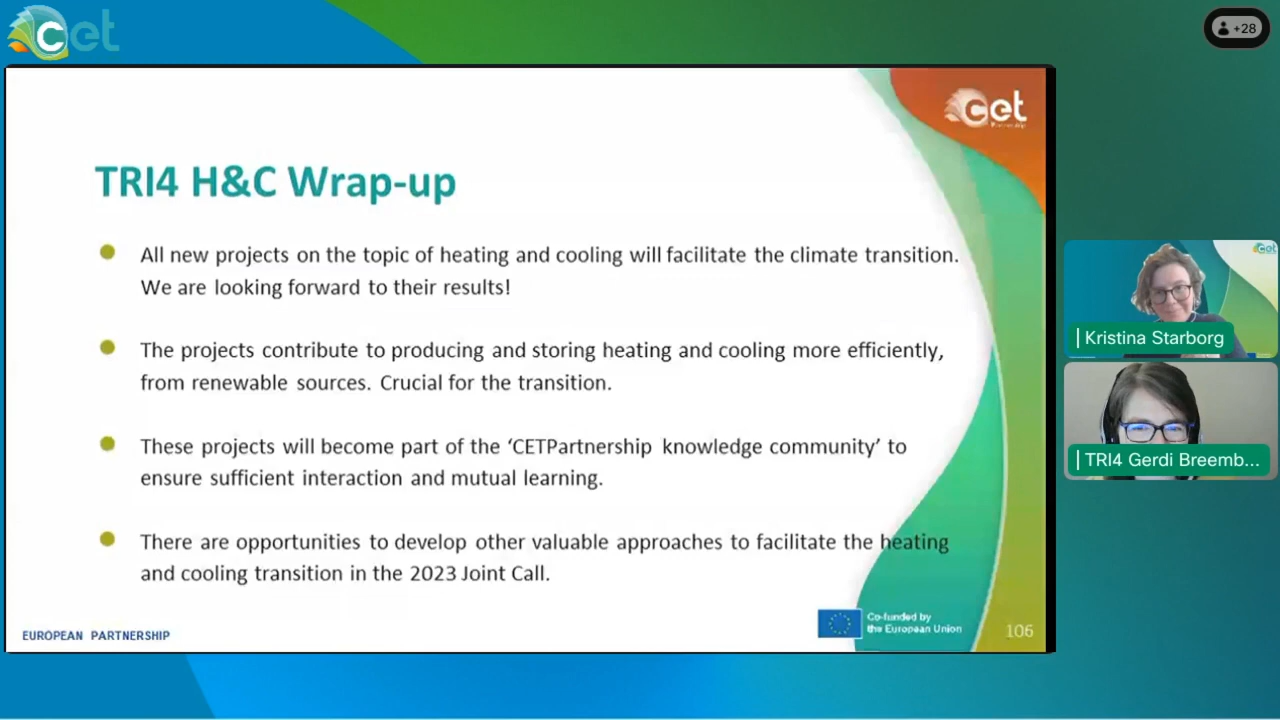 cet
+28
cet
Partnership
TRI4 H&C Wrap-up
All new projects on the topic of heating and cooling will facilitate the climate transition.
We are looking forward to their results!
The projects contribute to producing and storing heating and cooling more efficiently,
from renewable sources. Crucial for the transition.
These projects will become part of the ‘CETPartnership knowledge community’ to
ensure sufficient interaction and mutual learning.
There are opportunities to develop other valuable approaches to facilitate the heating
and cooling transition in the 2023 Joint Call.
EUROPEAN PARTNERSHIP
Co-funded by
the European Union
106
cet
Kristina Starborg
TRI4 Gerdi Breemb...